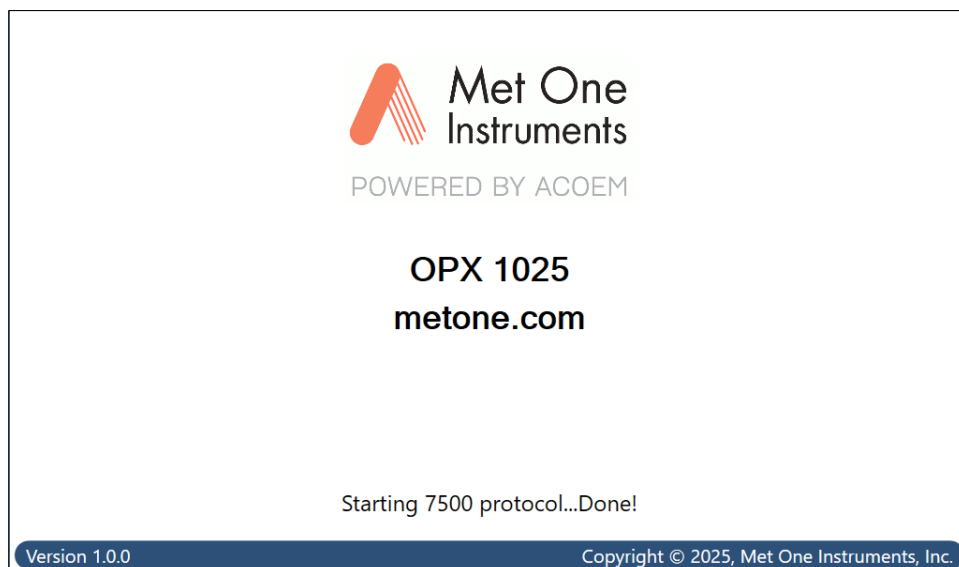 Met One
Instruments
POWERED BY ACOEM
OPX 1025
metone.com
Starting 7500 protocol...Done!
Version 1.0.0
Copyright © 2025, Met One Instruments, Inc.